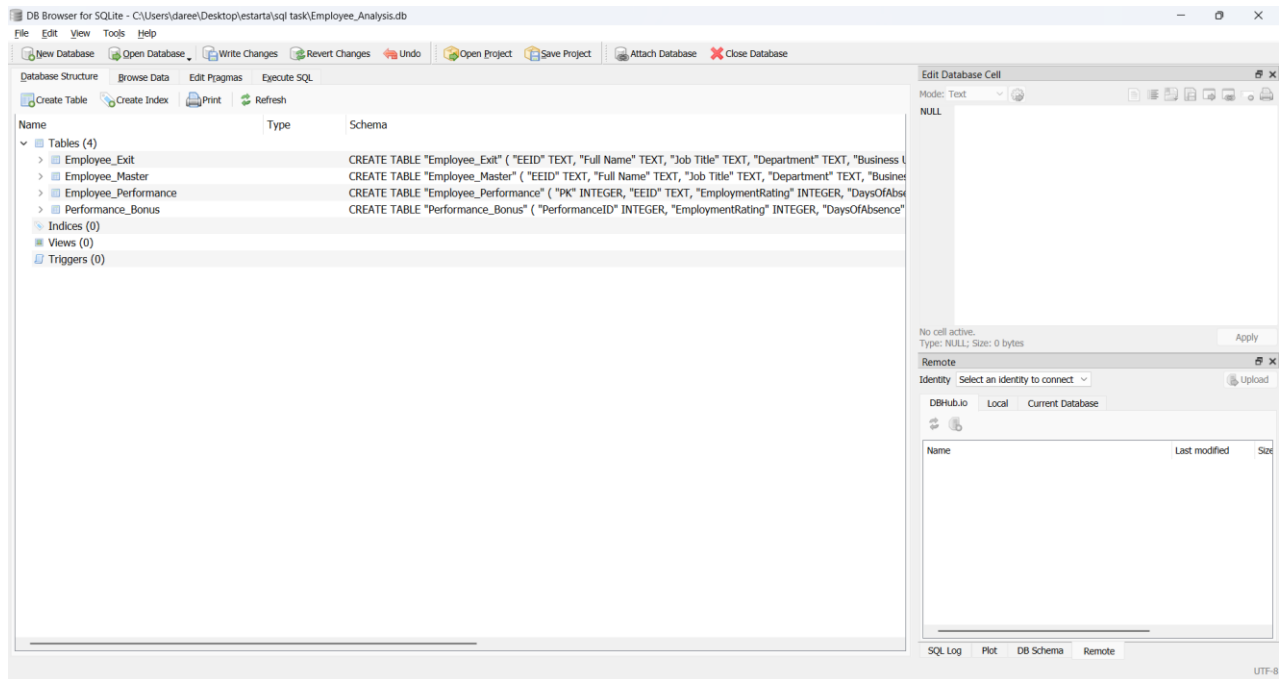 DB Browser for SQLite - C:\Users\daree\Desktop\estarta\sql task\Employee_Analysis.db
File Edit View Tools Help
New Database Open Database Write Changes Revert Changes Undo Open Project Save Project Attach Database Close Database
Database Structure Browse Data Edit Pragmas Execute SQL
Create Table Create Index Print Refresh
Name Type Schema
Tables (4)
Employee_Exit CREATE TABLE "Employee_Exit" ( "EEID" TEXT, "Full Name" TEXT, "Job Title" TEXT, "Department" TEXT, "Business U
Employee_Master CREATE TABLE "Employee_Master" ( "EEID" TEXT, "Full Name" TEXT, "Job Title" TEXT, "Department" TEXT, "Busines
Employee_Performance CREATE TABLE "Employee_Performance" ( "PK" INTEGER, "EEID" TEXT, "EmploymentRating" INTEGER, "DaysOfAbse
Performance_Bonus CREATE TABLE "Performance_Bonus" ( "PerformanceID" INTEGER, "EmploymentRating" INTEGER, "DaysOfAbsence"
Indices (0)
Views (0)
Triggers (0)
Edit Database Cell
Mode: Text
NULL
No cell active.
Type: NULL; Size: 0 bytes
Apply
Remote
Identity Select an identity to connect Upload
DBHub.io Local Current Database
Name Last modified Size
SQL Log Plot DB Schema Remote
UTF-8